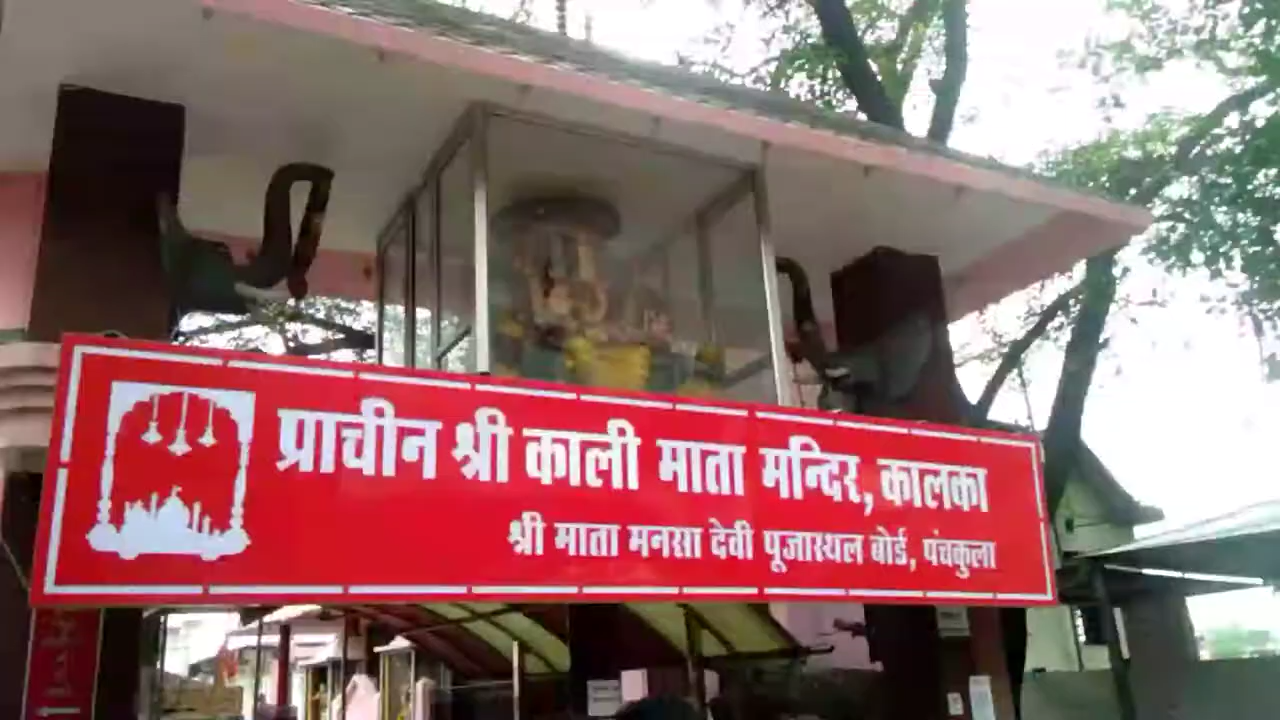 प्राचीन श्री काली माता मन्दिर, कालका
श्री माता मनसा देवी पूजास्थल बोर्ड, पंचकुला